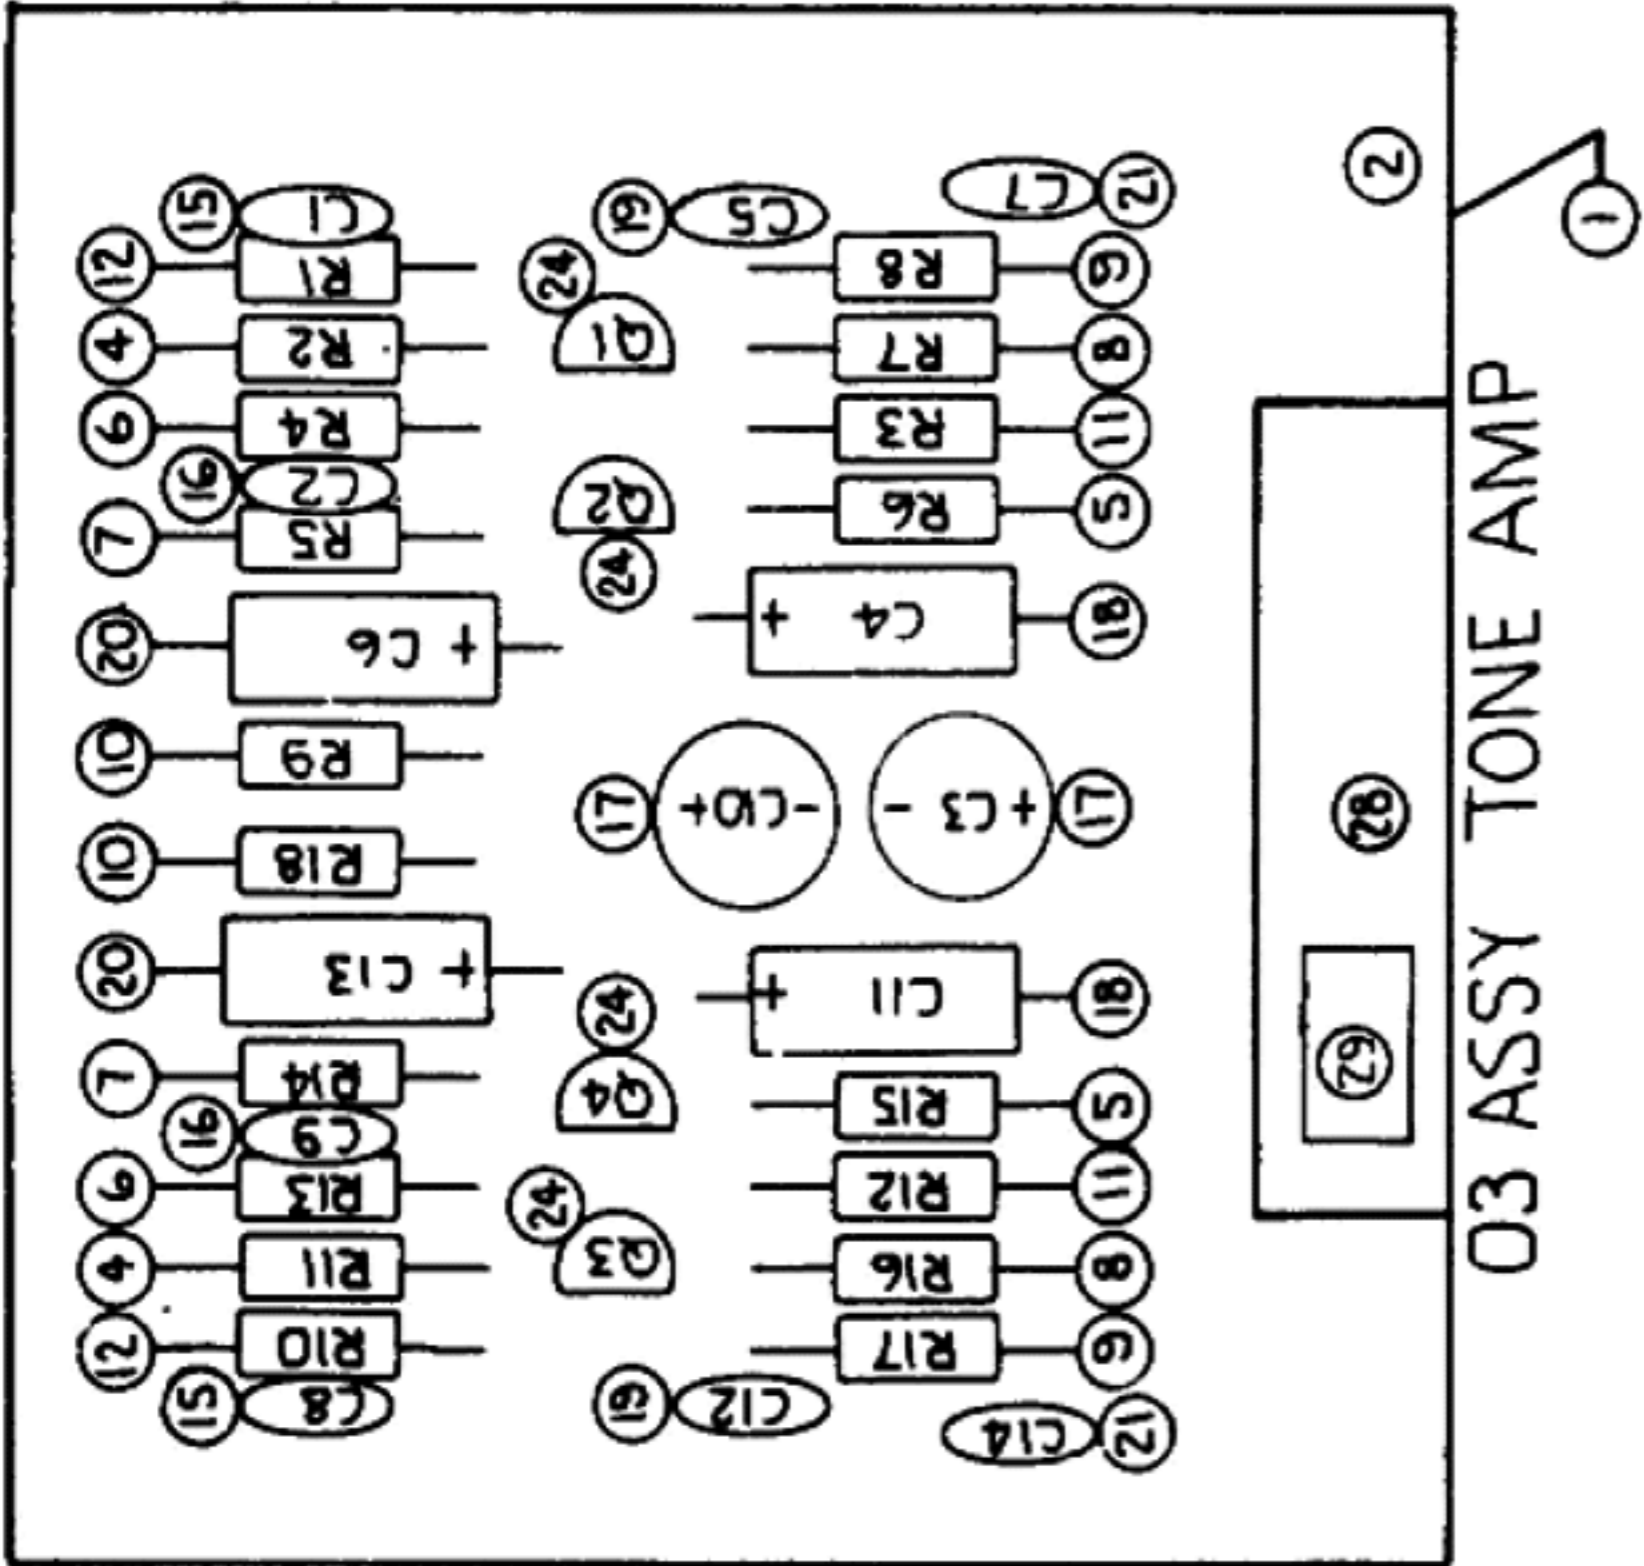 2
1
15 C1
19 C5
C7 21
12 R1
24
R8 9
4 R2
Q1
R7 8
6 R4
R3 11
16 C2
Q2
R6 5
7 R5
24
20 C6 +
+ C4 18
10 R9
17 + C10 -
- C3 + 17
28
10 R18
20 C13 +
24
+ C11 18
29
7 R14
Q4
R15 5
16 C9
6 R13
24
R12 11
4 R11
Q3
R16 8
12 R10
R17 9
15 C8
19 C12
C14 21
03 ASSY TONE AMP